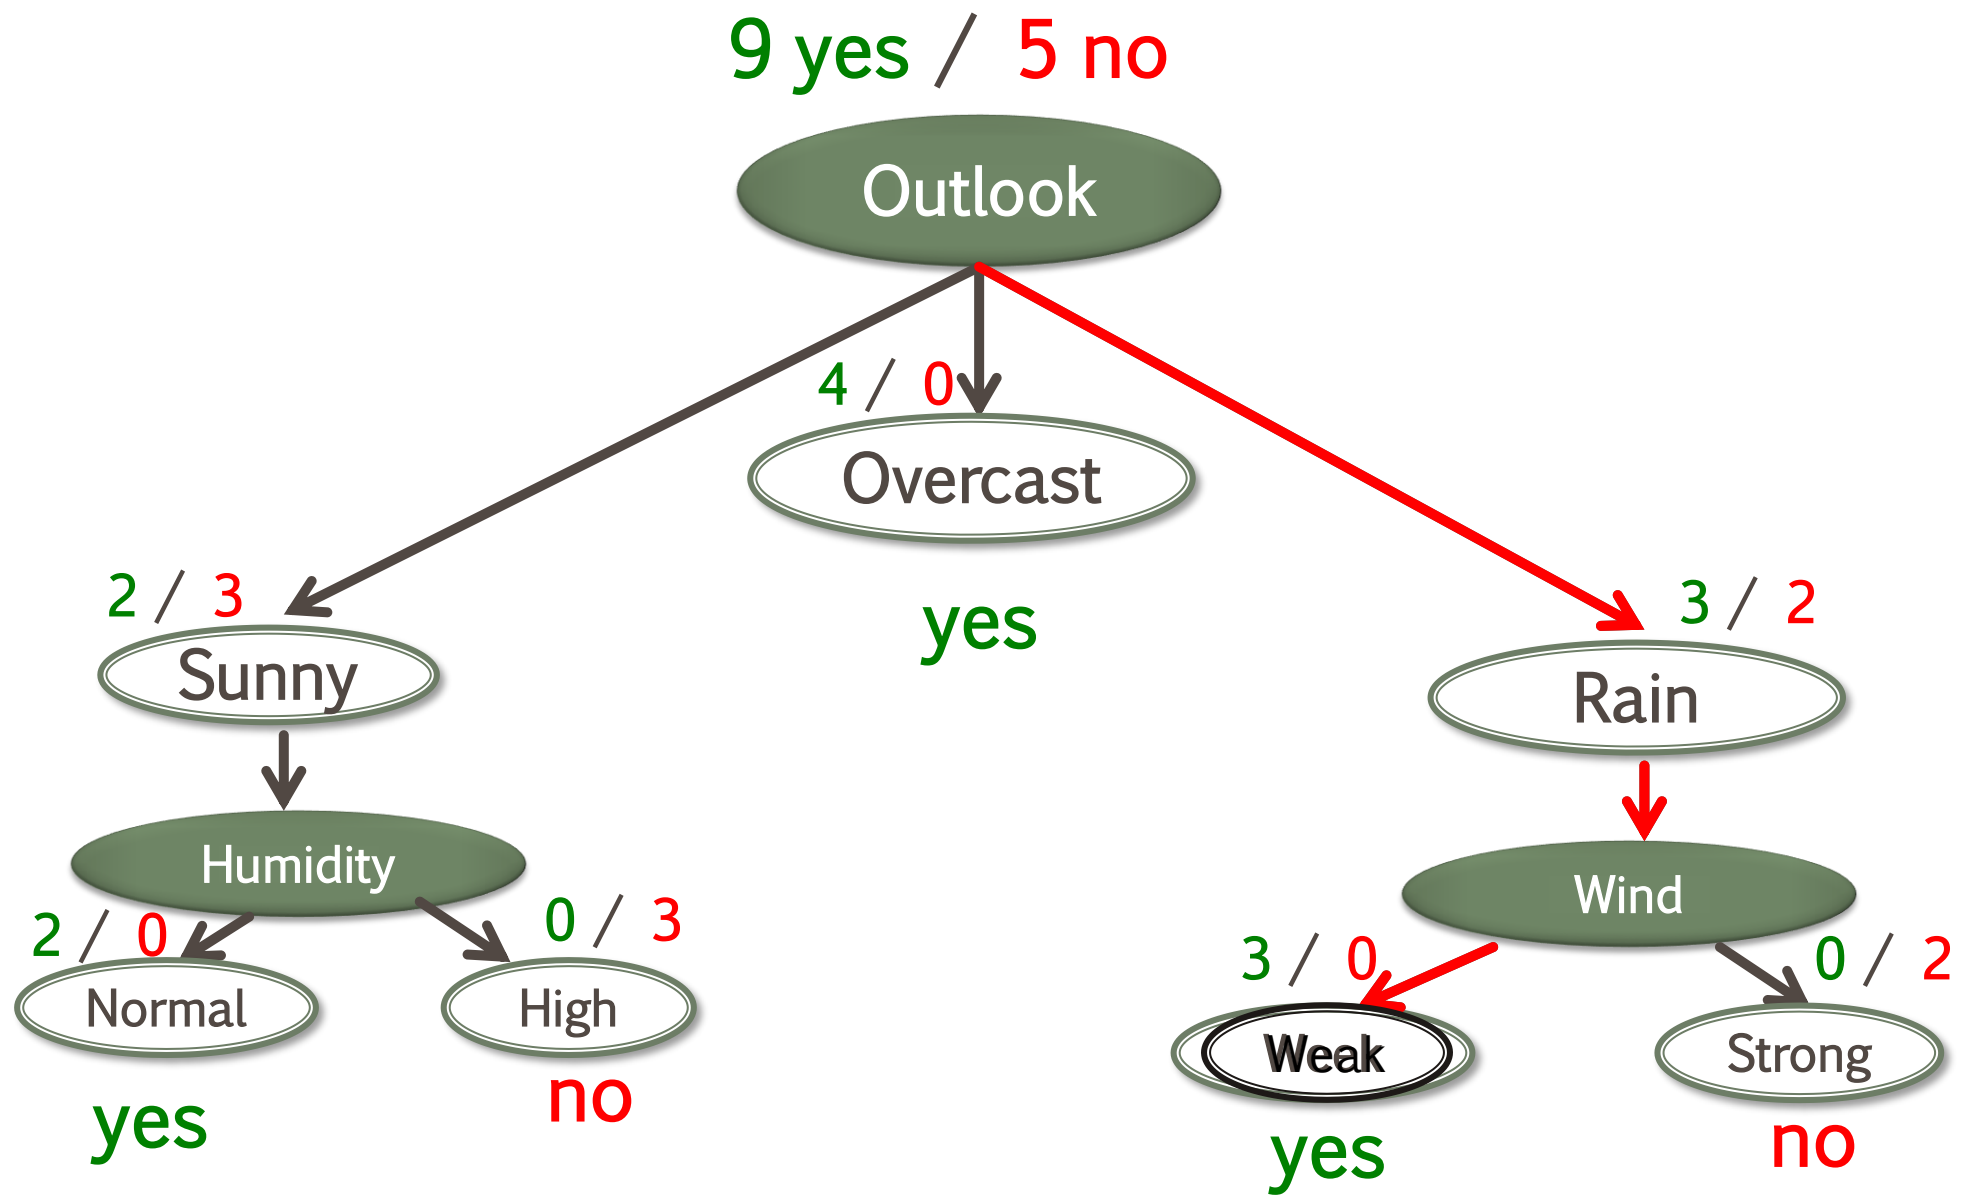 9 yes / 5 no
Outlook
4 / 0
Overcast
yes
2 / 3
Sunny
3 / 2
Rain
Humidity
Wind
2 / 0
0 / 3
3 / 0
0 / 2
Normal
High
Weak
Strong
yes
no
yes
no